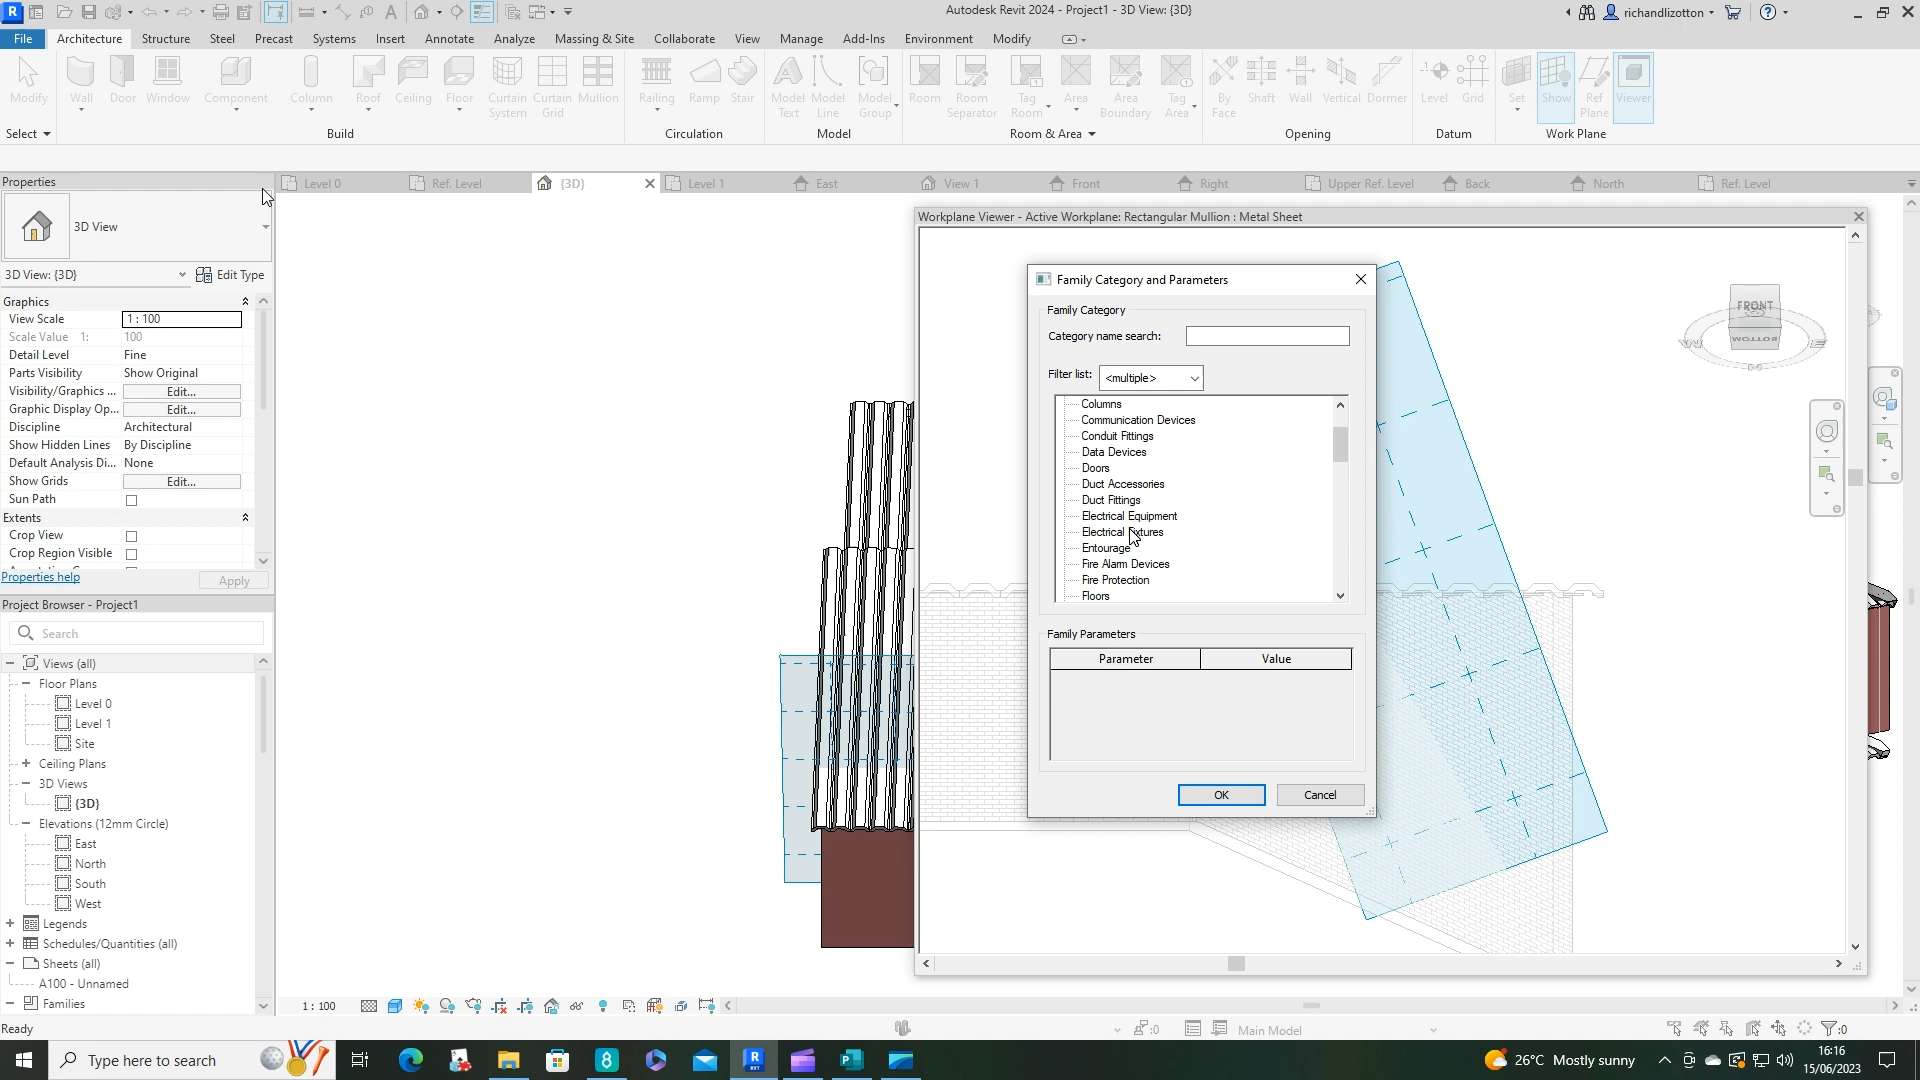 Autodesk Revit 2024 - Project1 - 3D View: {3D}
richandlizotton
File Architecture Structure Steel Precast Systems Insert Annotate Analyze Massing & Site Collaborate View Manage Add-Ins Environment Modify
Modify Wall Door Window Component Column Roof Ceiling Floor Curtain System Curtain Grid Mullion Railing Ramp Stair Model Text Model Line Model Group Room Room Separator Tag Room Area Area Boundary Tag Area By Face Shaft Wall Vertical Dormer Level Grid Set Show Ref Plane Viewer
Select Build Circulation Model Room & Area Opening Datum Work Plane
Properties
Level 0 Ref. Level {3D} Level 1 East View 1 Front Right Upper Ref. Level Back North Ref. Level
3D View
3D View: {3D} Edit Type
Graphics
View Scale 1 : 100
Scale Value 1: 100
Detail Level Fine
Parts Visibility Show Original
Visibility/Graphics ... Edit...
Graphic Display Op... Edit...
Discipline Architectural
Show Hidden Lines By Discipline
Default Analysis Di... None
Show Grids Edit...
Sun Path
Extents
Crop View
Crop Region Visible
Properties help Apply
Project Browser - Project1
Search
Views (all)
Floor Plans
Level 0
Level 1
Site
Ceiling Plans
3D Views
{3D}
Elevations (12mm Circle)
East
North
South
West
Legends
Schedules/Quantities (all)
Sheets (all)
A100 - Unnamed
Families
Workplane Viewer - Active Workplane: Rectangular Mullion : Metal Sheet
FRONT
BOTTOM
Family Category and Parameters
Family Category
Category name search:
Filter list: <multiple>
Columns
Communication Devices
Conduit Fittings
Data Devices
Doors
Duct Accessories
Duct Fittings
Electrical Equipment
Electrical Fixtures
Entourage
Fire Alarm Devices
Fire Protection
Floors
Family Parameters
Parameter Value
OK Cancel
1 : 100
Ready
:0
Main Model
:0
Type here to search
26°C Mostly sunny
16:16
15/06/2023